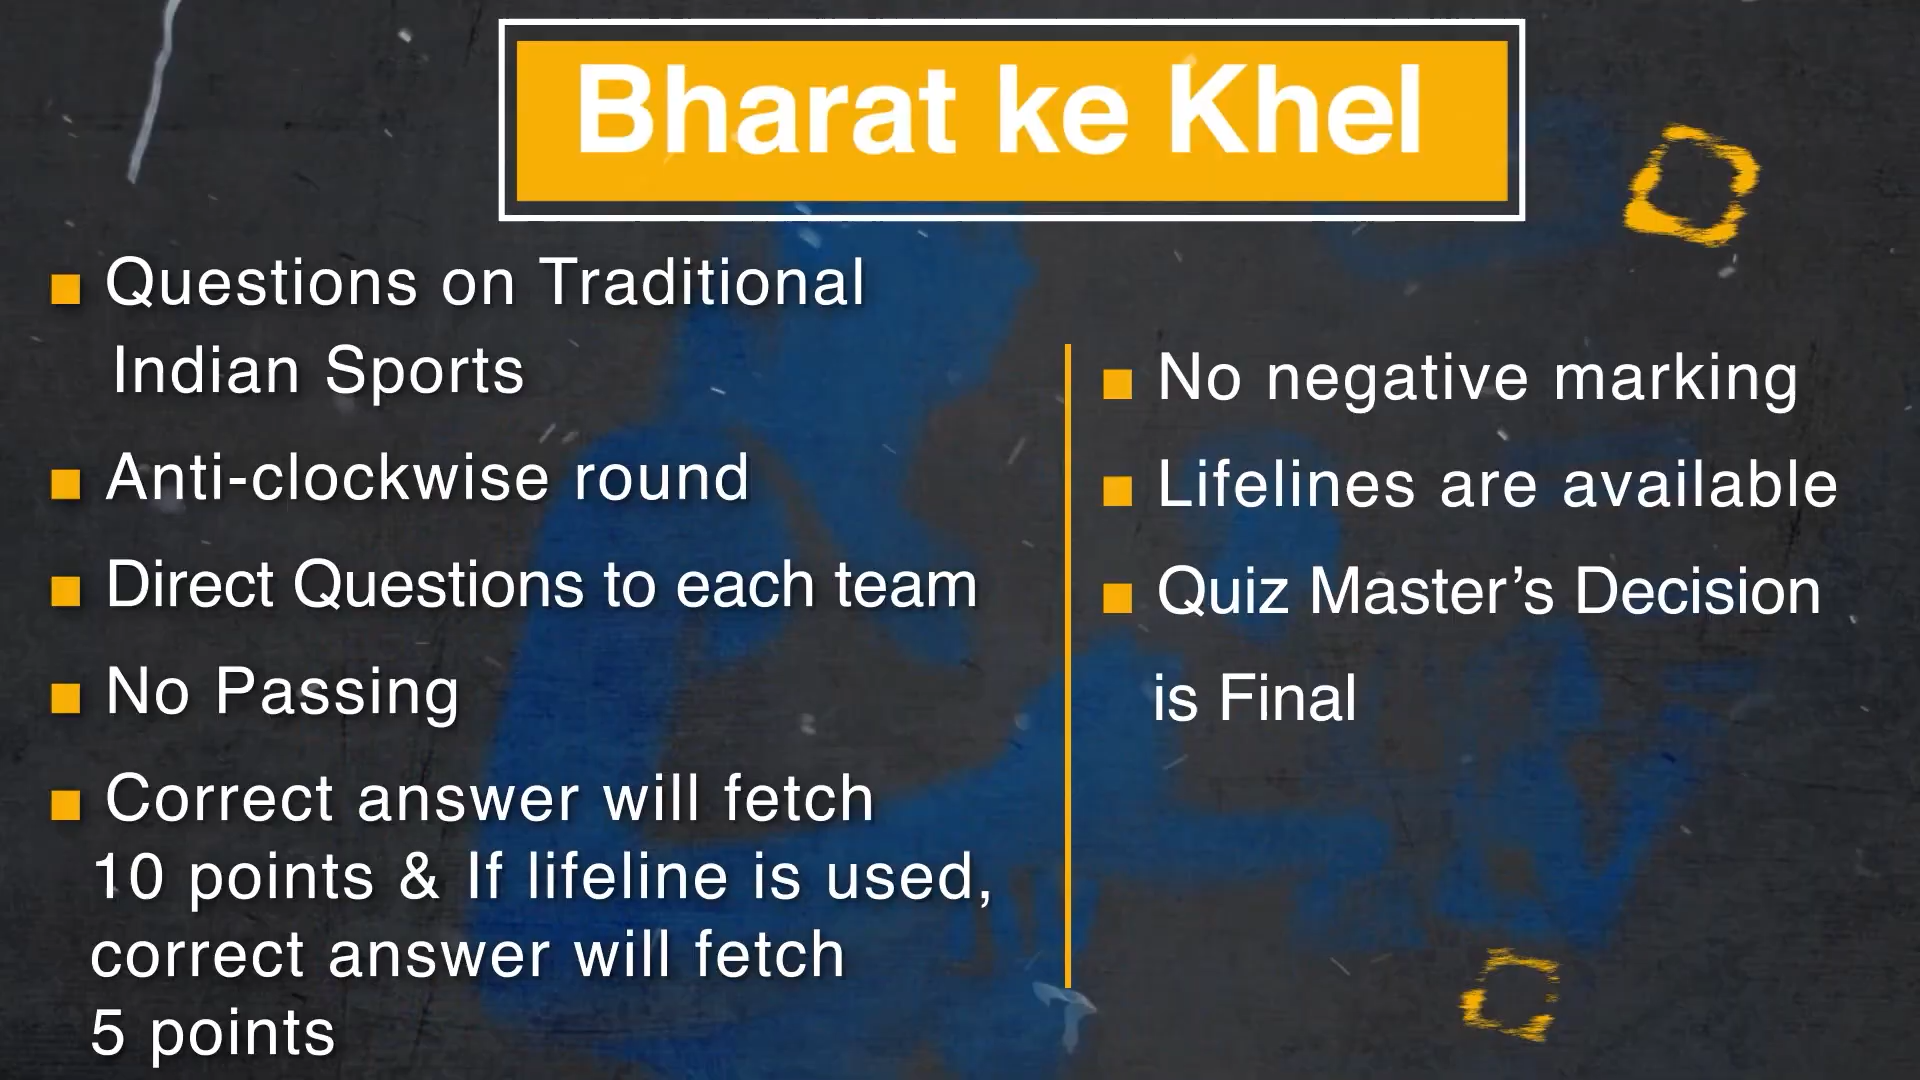 Bharat ke Khel
Questions on Traditional
Indian Sports
Anti-clockwise round
Direct Questions to each team
No Passing
Correct answer will fetch
10 points & If lifeline is used,
correct answer will fetch
5 points
No negative marking
Lifelines are available
Quiz Master’s Decision
is Final